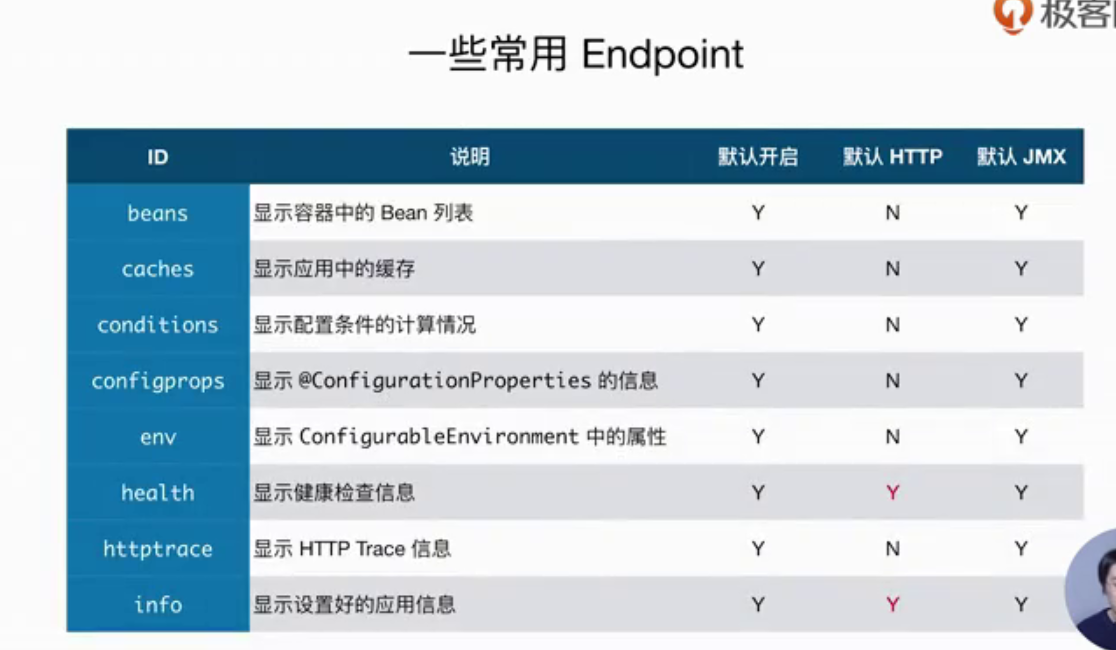 极客
一些常用 Endpoint
ID 说明 默认开启 默认 HTTP 默认 JMX
beans 显示容器中的 Bean 列表 Y N Y
caches 显示应用中的缓存 Y N Y
conditions 显示配置条件的计算情况 Y N Y
configprops 显示 @ConfigurationProperties 的信息 Y N Y
env 显示 ConfigurableEnvironment 中的属性 Y N Y
health 显示健康检查信息 Y Y Y
httptrace 显示 HTTP Trace 信息 Y N Y
info 显示设置好的应用信息 Y Y Y